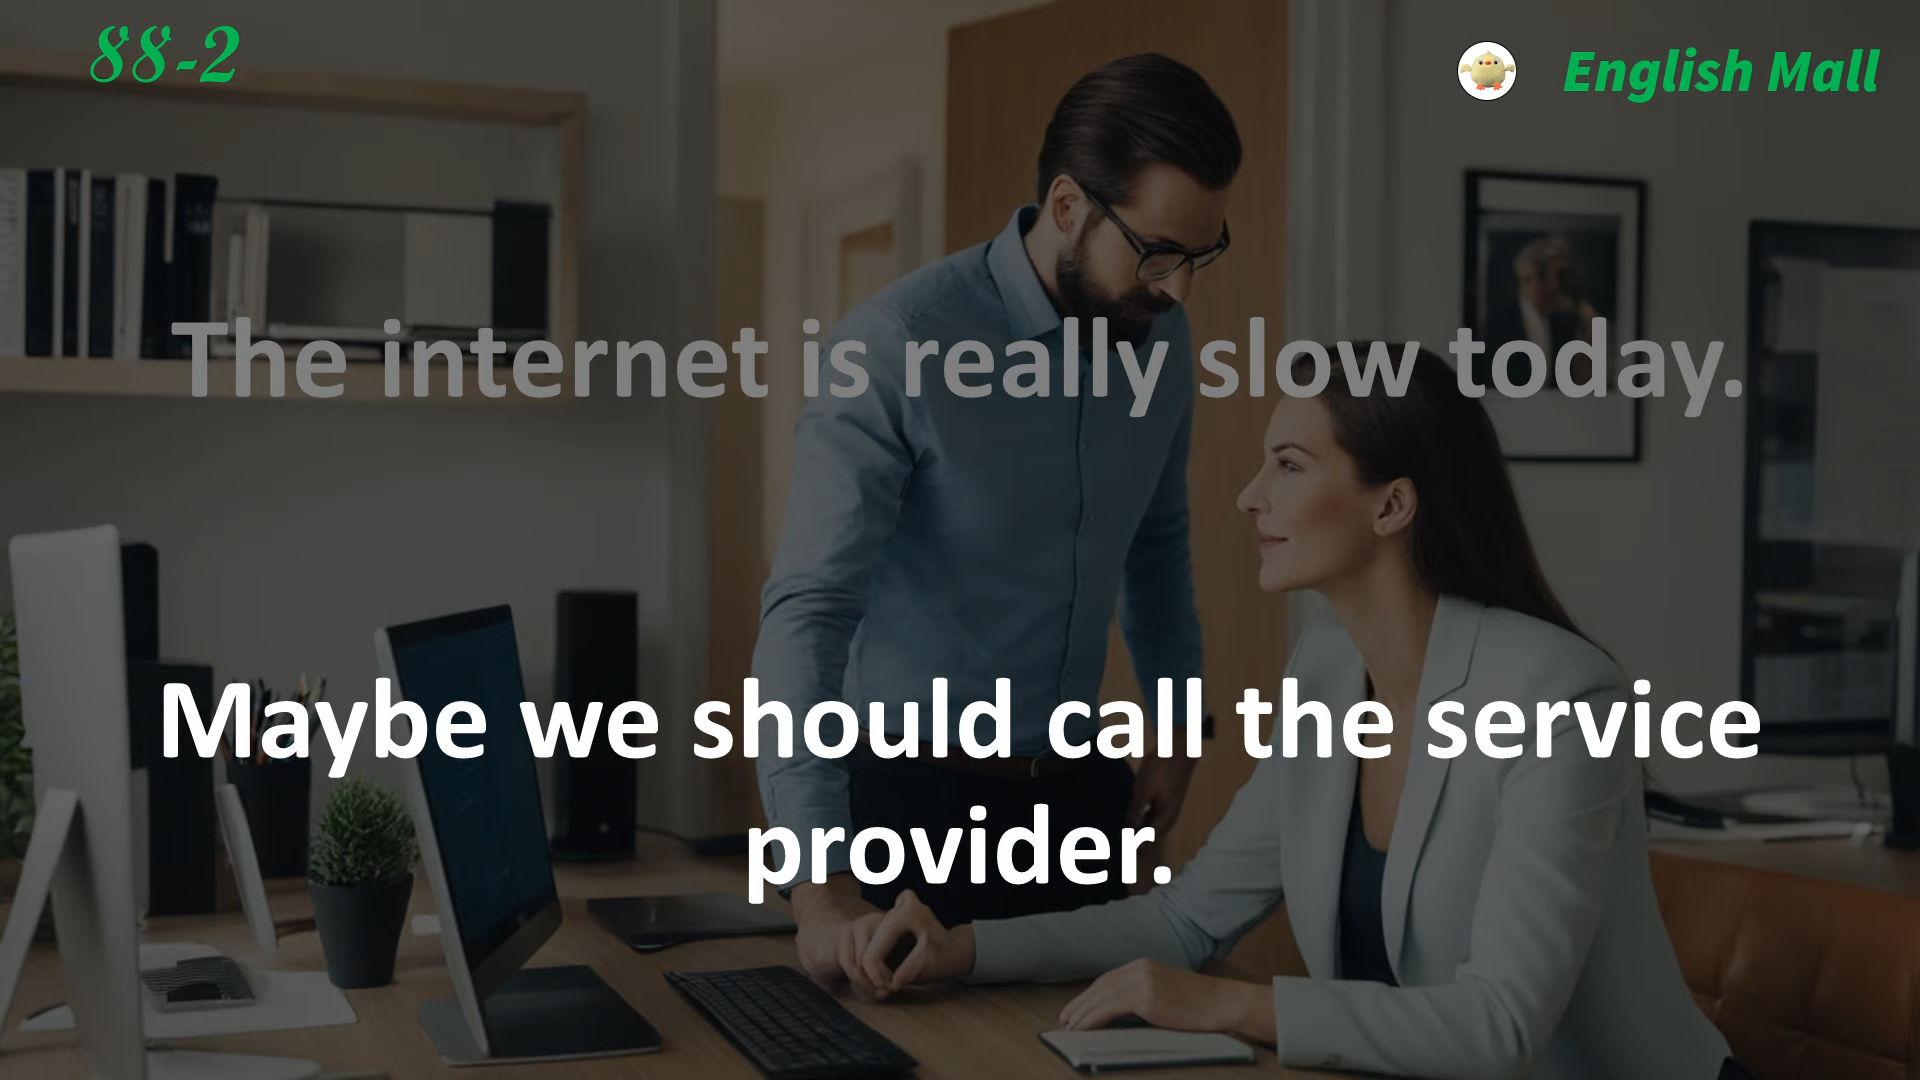 88-2
English Mall
The internet is really slow today.
Maybe we should call the service
provider.